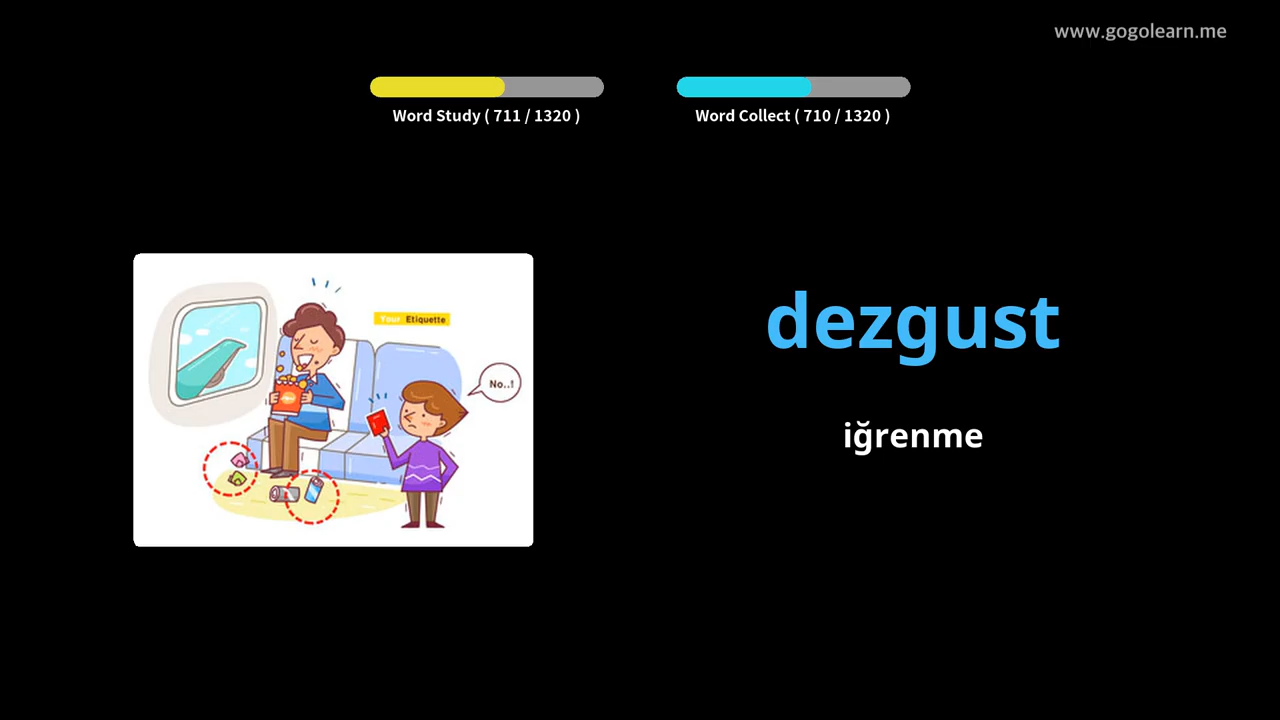 www.gogolearn.me
Word Study ( 711 / 1320 )
Word Collect ( 710 / 1320 )
Your Etiquette
No..!
dezgust
iğrenme